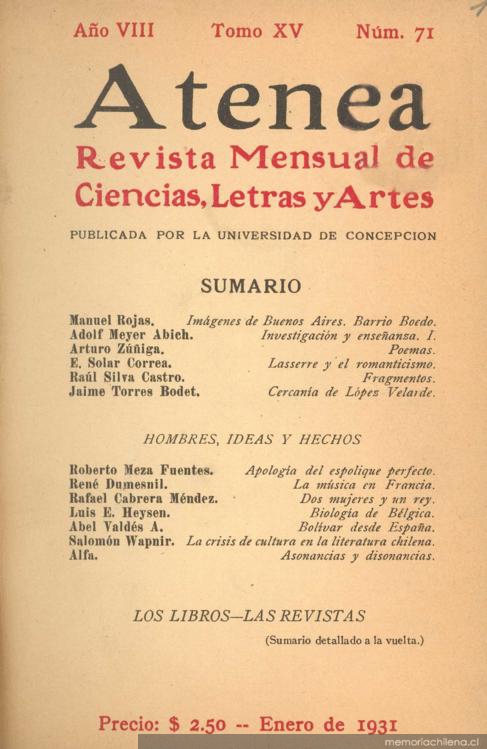 1
Año VIII Tomo XV Núm. 71
Atenea
Revista Mensual de
Ciencias, Letras y Artes
PUBLICADA POR LA UNIVERSIDAD DE CONCEPCION
SUMARIO
Manuel Rojas. Imágenes de Buenos Aires. Barrio Boedo.
Adolf Meyer Abich. Investigación y enseñanza. I.
Arturo Zúñiga. Poemas.
E. Solar Correa. Lasserre y el romanticismo.
Raúl Silva Castro. Fragmentos.
Jaime Torres Bodet. Cercanía de López Velarde.
HOMBRES, IDEAS Y HECHOS
Roberto Meza Fuentes. Apología del espolique perfecto.
René Dumesnil. La música en Francia.
Rafael Cabrera Méndez. Dos mujeres y un rey.
Luis E. Heysen. Biología de Bélgica.
Abel Valdés A. Bolívar desde España.
Salomón Wapnir. La crisis de cultura en la literatura chilena.
Alfa. Asonancias y disonancias.
LOS LIBROS—LAS REVISTAS
(Sumario detallado a la vuelta.)
Precio: $ 2.50 -- Enero de 1931
memoriachilena.cl